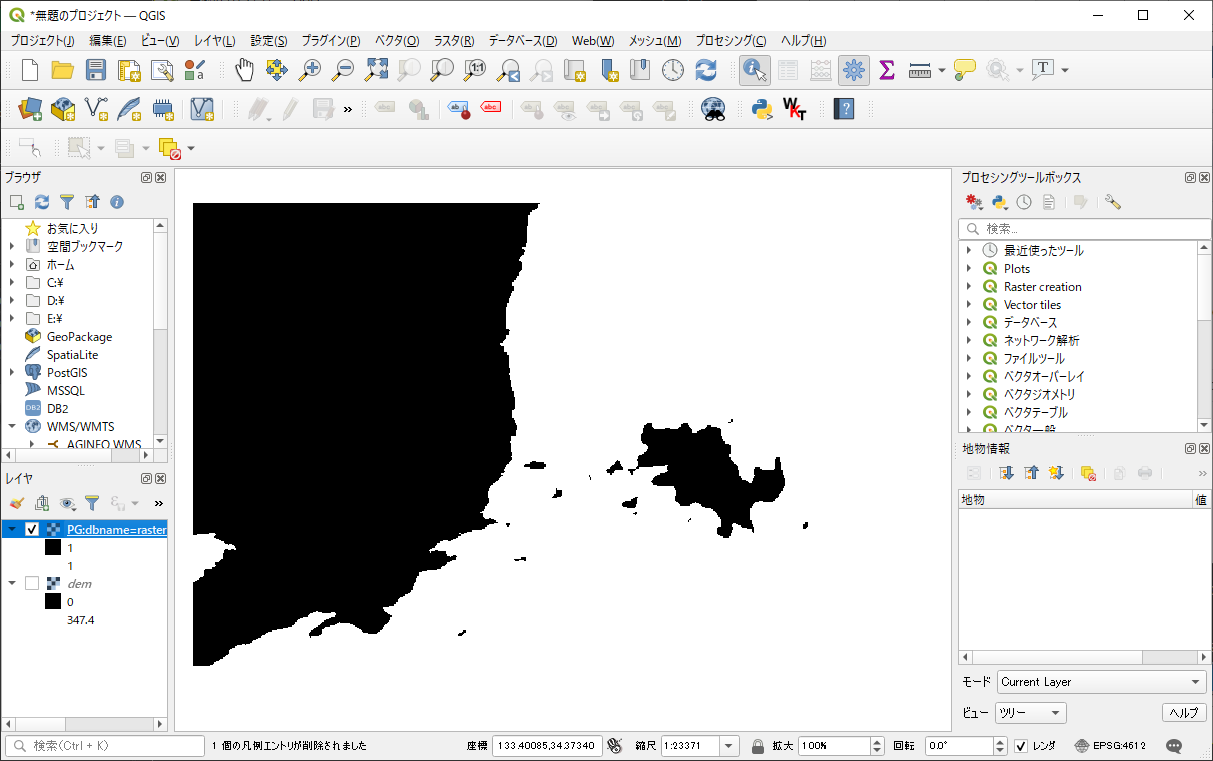 *無題のプロジェクト — QGIS
プロジェクト(J) 編集(E) ビュー(V) レイヤ(L) 設定(S) プラグイン(P) ベクタ(O) ラスタ(R) データベース(D) Web(W) メッシュ(M) プロセシング(C) ヘルプ(H)
ブラウザ
お気に入り
空間ブックマーク
ホーム
C:¥
D:¥
E:¥
GeoPackage
SpatiaLite
PostGIS
MSSQL
DB2
WMS/WMTS
AGINFO WMS
レイヤ
PG:dbname=raster
1
1
dem
0
347.4
プロセシングツールボックス
検索...
最近使ったツール
Plots
Raster creation
Vector tiles
データベース
ネットワーク解析
ファイルツール
ベクタオーバーレイ
ベクタジオメトリ
ベクタテーブル
ベクタ一般
地物情報
地物 値
モード Current Layer
ビュー ツリー ヘルプ
検索(Ctrl + K) 1 個の凡例エントリが削除されました 座標 133.40085,34.37340 縮尺 1:23371 拡大 100% 回転 0.0° レンダ EPSG:4612